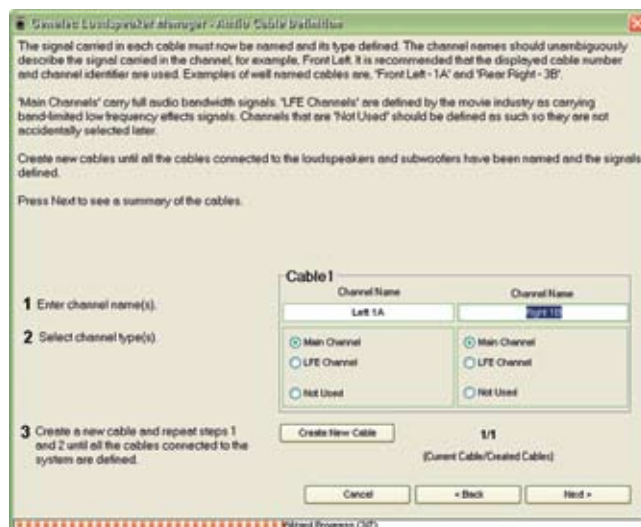 Genelec Loudspeaker Manager - Audio Cable Definition
The signal carried in each cable must now be named and its type defined. The channel names should unambiguously
describe the signal carried in the channel, for example, Front Left. It is recommended that the displayed cable number
and channel identifier are used. Examples of well named cables are, 'Front Left - 1A' and 'Rear Right - 3B'.
'Main Channels' carry full audio bandwidth signals. 'LFE Channels' are defined by the movie industry as carrying
band-limited low frequency effects signals. Channels that are 'Not Used' should be defined as such so they are not
accidentally selected later.
Create new cables until all the cables connected to the loudspeakers and subwoofers have been named and the signals
defined.
Press Next to see a summary of the cables.
Cable1
Channel Name Channel Name
1 Enter channel name(s).
Left 1A Right 1B
2 Select channel type(s)
Main Channel Main Channel
LFE Channel LFE Channel
Not Used Not Used
3 Create a new cable and repeat steps 1
and 2 until all the cables connected to the
system are defined.
Create New Cable 1/1
(Current Cable/Created Cables)
Cancel < Back Next >
Wizard Progress (3/7)